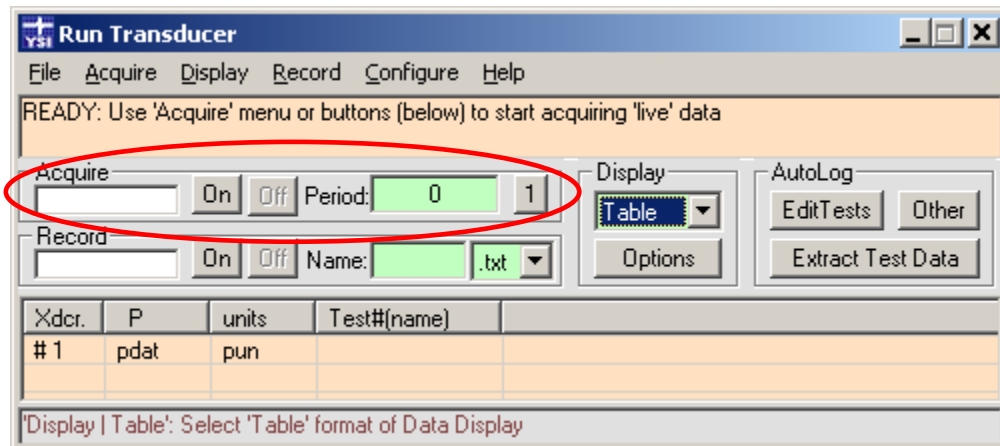 YSI Run Transducer
File Acquire Display Record Configure Help
READY: Use 'Acquire' menu or buttons (below) to start acquiring 'live' data
Acquire
On Off Period: 0 1
Record
On Off Name: .txt
Display
Table
Options
AutoLog
EditTests Other
Extract Test Data
Xdcr. P units Test#(name)
# 1 pdat pun
'Display | Table': Select 'Table' format of Data Display